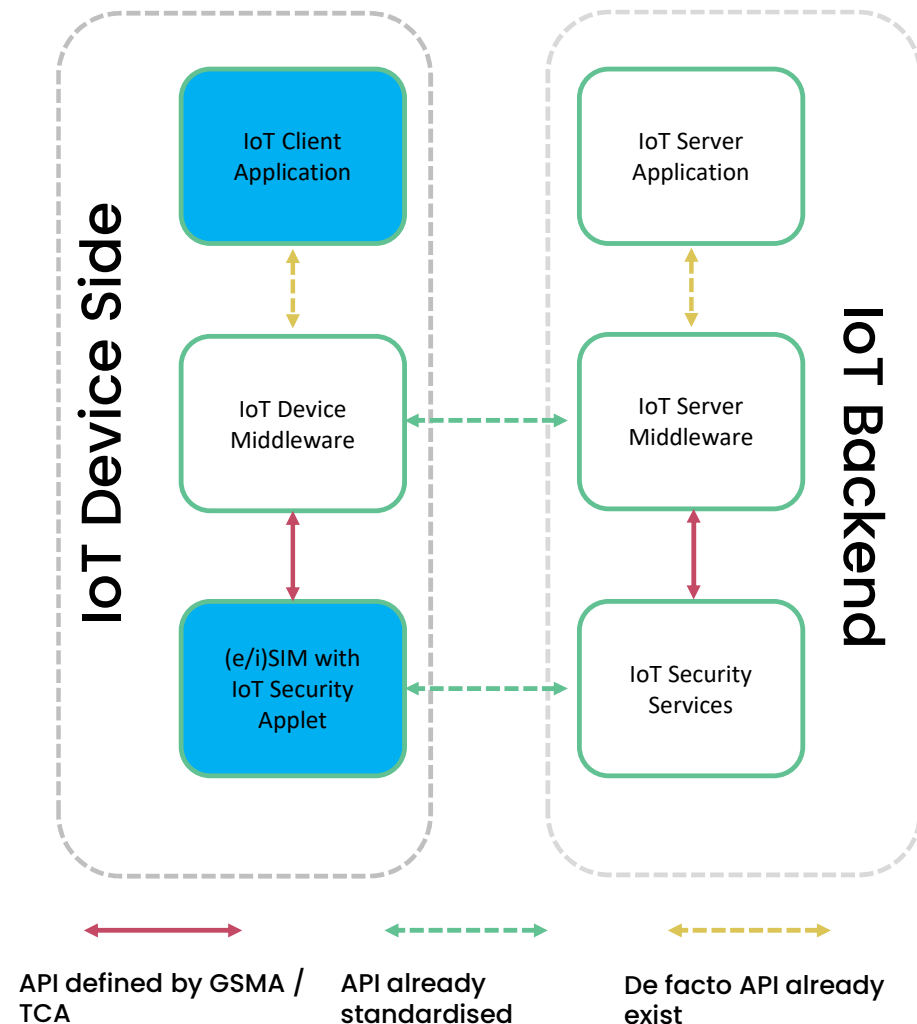 IoT Device Side
IoT Client
Application
IoT Device
Middleware
(e/i)SIM with
IoT Security
Applet
IoT Server
Application
IoT Server
Middleware
IoT Security
Services
IoT Backend
API defined by GSMA /
TCA
API already
standardised
De facto API already
exist